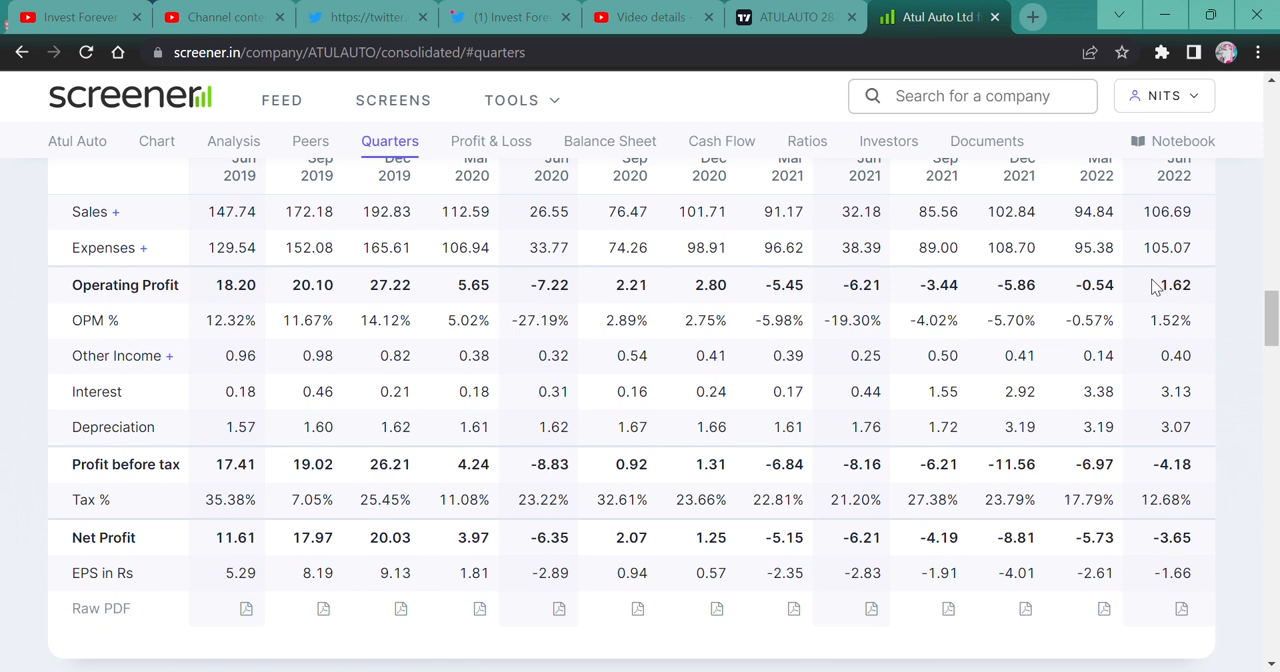 Invest Forever
Channel conte
https://twitter.
(1) Invest Fore
Video details -
ATULAUTO 28
Atul Auto Ltd f
screener.in/company/ATULAUTO/consolidated/#quarters
screener FEED SCREENS TOOLS Search for a company NITS
Atul Auto Chart Analysis Peers Quarters Profit & Loss Balance Sheet Cash Flow Ratios Investors Documents Notebook
Jun Sep Dec Mar Jun Sep Dec Mar Jun Sep Dec Mar Jun
2019 2019 2019 2020 2020 2020 2020 2021 2021 2021 2021 2022 2022
Sales + 147.74 172.18 192.83 112.59 26.55 76.47 101.71 91.17 32.18 85.56 102.84 94.84 106.69
Expenses + 129.54 152.08 165.61 106.94 33.77 74.26 98.91 96.62 38.39 89.00 108.70 95.38 105.07
Operating Profit 18.20 20.10 27.22 5.65 -7.22 2.21 2.80 -5.45 -6.21 -3.44 -5.86 -0.54 1.62
OPM % 12.32% 11.67% 14.12% 5.02% -27.19% 2.89% 2.75% -5.98% -19.30% -4.02% -5.70% -0.57% 1.52%
Other Income + 0.96 0.98 0.82 0.38 0.32 0.54 0.41 0.39 0.25 0.50 0.41 0.14 0.40
Interest 0.18 0.46 0.21 0.18 0.31 0.16 0.24 0.17 0.44 1.55 2.92 3.38 3.13
Depreciation 1.57 1.60 1.62 1.61 1.62 1.67 1.66 1.61 1.76 1.72 3.19 3.19 3.07
Profit before tax 17.41 19.02 26.21 4.24 -8.83 0.92 1.31 -6.84 -8.16 -6.21 -11.56 -6.97 -4.18
Tax % 35.38% 7.05% 25.45% 11.08% 23.22% 32.61% 23.66% 22.81% 21.20% 27.38% 23.79% 17.79% 12.68%
Net Profit 11.61 17.97 20.03 3.97 -6.35 2.07 1.25 -5.15 -6.21 -4.19 -8.81 -5.73 -3.65
EPS in Rs 5.29 8.19 9.13 1.81 -2.89 0.94 0.57 -2.35 -2.83 -1.91 -4.01 -2.61 -1.66
Raw PDF